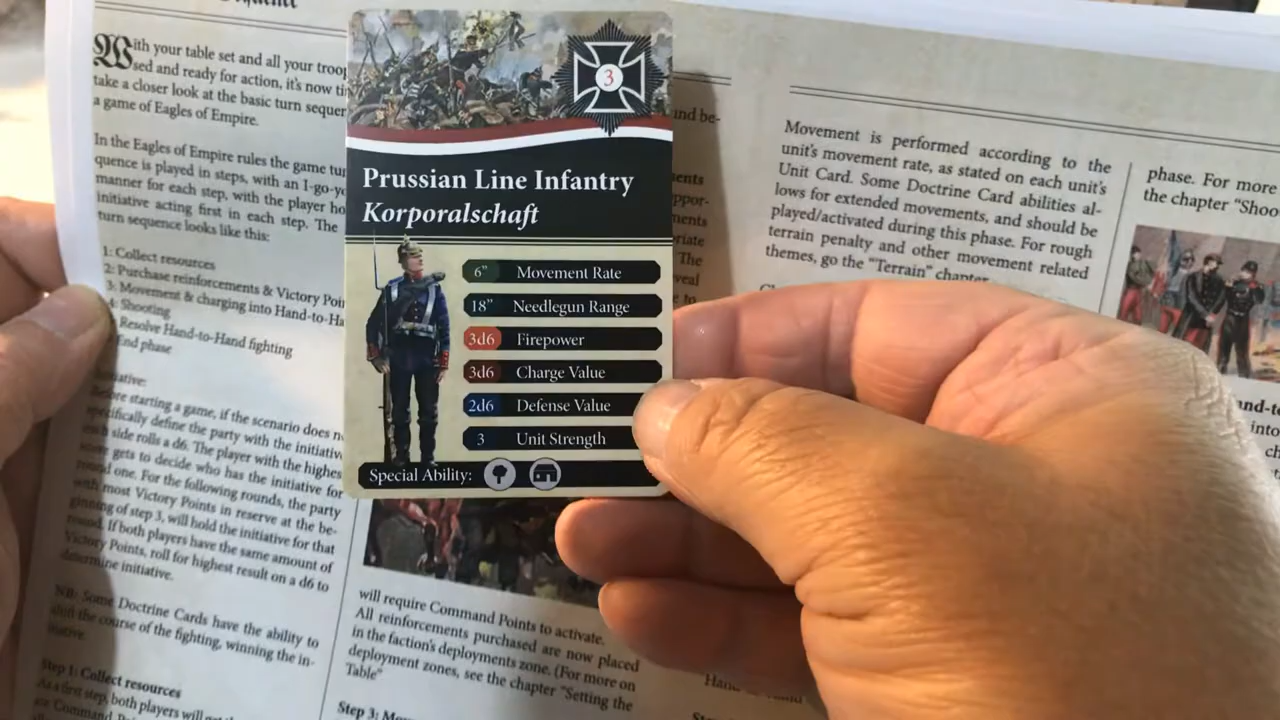 With your table set and all your troop
sed and ready for action, it's now ti
take a closer look at the basic turn sequen
a game of Eagles of Empire.
In the Eagles of Empire rules the game tur
quence is played in steps, with an I-go-yo
manner for each step, with the player ho
initiative acting first in each step. The
turn sequence looks like this:
1: Collect resources
2: Purchase reinforcements & Victory Poin
3: Movement & charging into Hand-to-Ha
4: Shooting
Resolve Hand-to-Hand fighting
End phase
Before starting a game, if the scenario does n
specifically define the party with the initiative
each side rolls a d6. The player with the highes
score gets to decide who has the initiative for
round one. For the following rounds, the party
with most Victory Points in reserve at the be-
ginning of step 3, will hold the initiative for that
round. If both players have the same amount of
Victory Points, roll for highest result on a d6 to
determine initiative.
NB: Some Doctrine Cards have the ability to
shift the course of the fighting, winning the in-
itiative.
Step 1: Collect resources
As a first step, both players will get
Command
3
Prussian Line Infantry
Korporalschaft
6" Movement Rate
18" Needlegun Range
3d6 Firepower
3d6 Charge Value
2d6 Defense Value
3 Unit Strength
Special Ability:
and be-
will require Command Points to activate.
All reinforcements purchased are now placed
in the faction's deployments zone. (For more on
deployment zones, see the chapter "Setting the
Table"
Step 3:
Movement is performed according to the
unit's movement rate, as stated on each unit's
Unit Card. Some Doctrine Card abilities al-
lows for extended movements, and should be
played/activated during this phase. For rough
terrain penalty and other movement related
themes, go the "Terrain" chapter
phase. For more
the chapter "Shoo
and-to
into